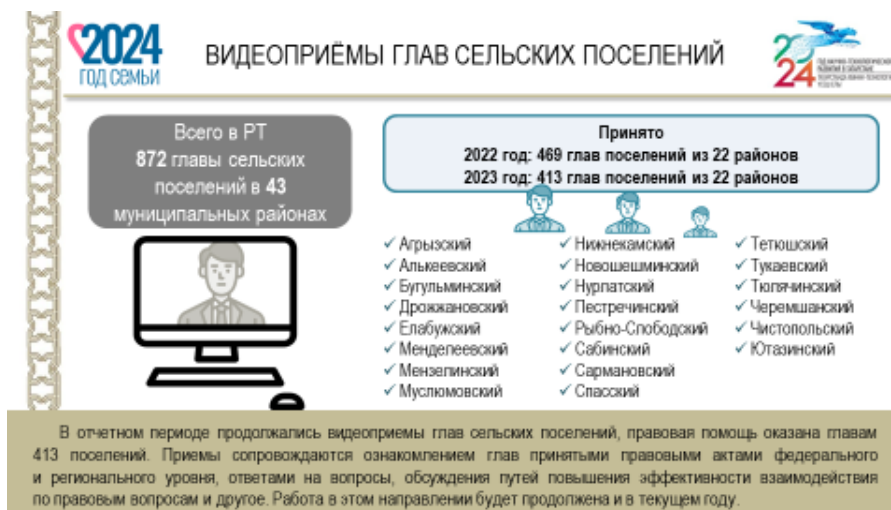 2024
ГОД СЕМЬИ
ВИДЕОПРИЁМЫ ГЛАВ СЕЛЬСКИХ ПОСЕЛЕНИЙ
2024
Всего в РТ
872 главы сельских
поселений в 43
муниципальных районах
Принято
2022 год: 469 глав поселений из 22 районов
2023 год: 413 глав поселений из 22 районов
✓ Агрызский
✓ Алькеевский
✓ Бугульминский
✓ Дрожжановский
✓ Елабужский
✓ Менделеевский
✓ Мензелинский
✓ Муслюмовский
✓ Нижнекамский
✓ Новошешминский
✓ Нурлатский
✓ Пестречинский
✓ Рыбно-Слободский
✓ Сабинский
✓ Сармановский
✓ Спасский
✓ Тетюшский
✓ Тукаевский
✓ Тюлячинский
✓ Черемшанский
✓ Чистопольский
✓ Ютазинский
В отчетном периоде продолжались видеоприемы глав сельских поселений, правовая помощь оказана главам
413 поселений. Приемы сопровождаются ознакомлением глав принятыми правовыми актами федерального
и регионального уровня, ответами на вопросы, обсуждения путей повышения эффективности взаимодействия
по правовым вопросам и другое. Работа в этом направлении будет продолжена и в текущем году.